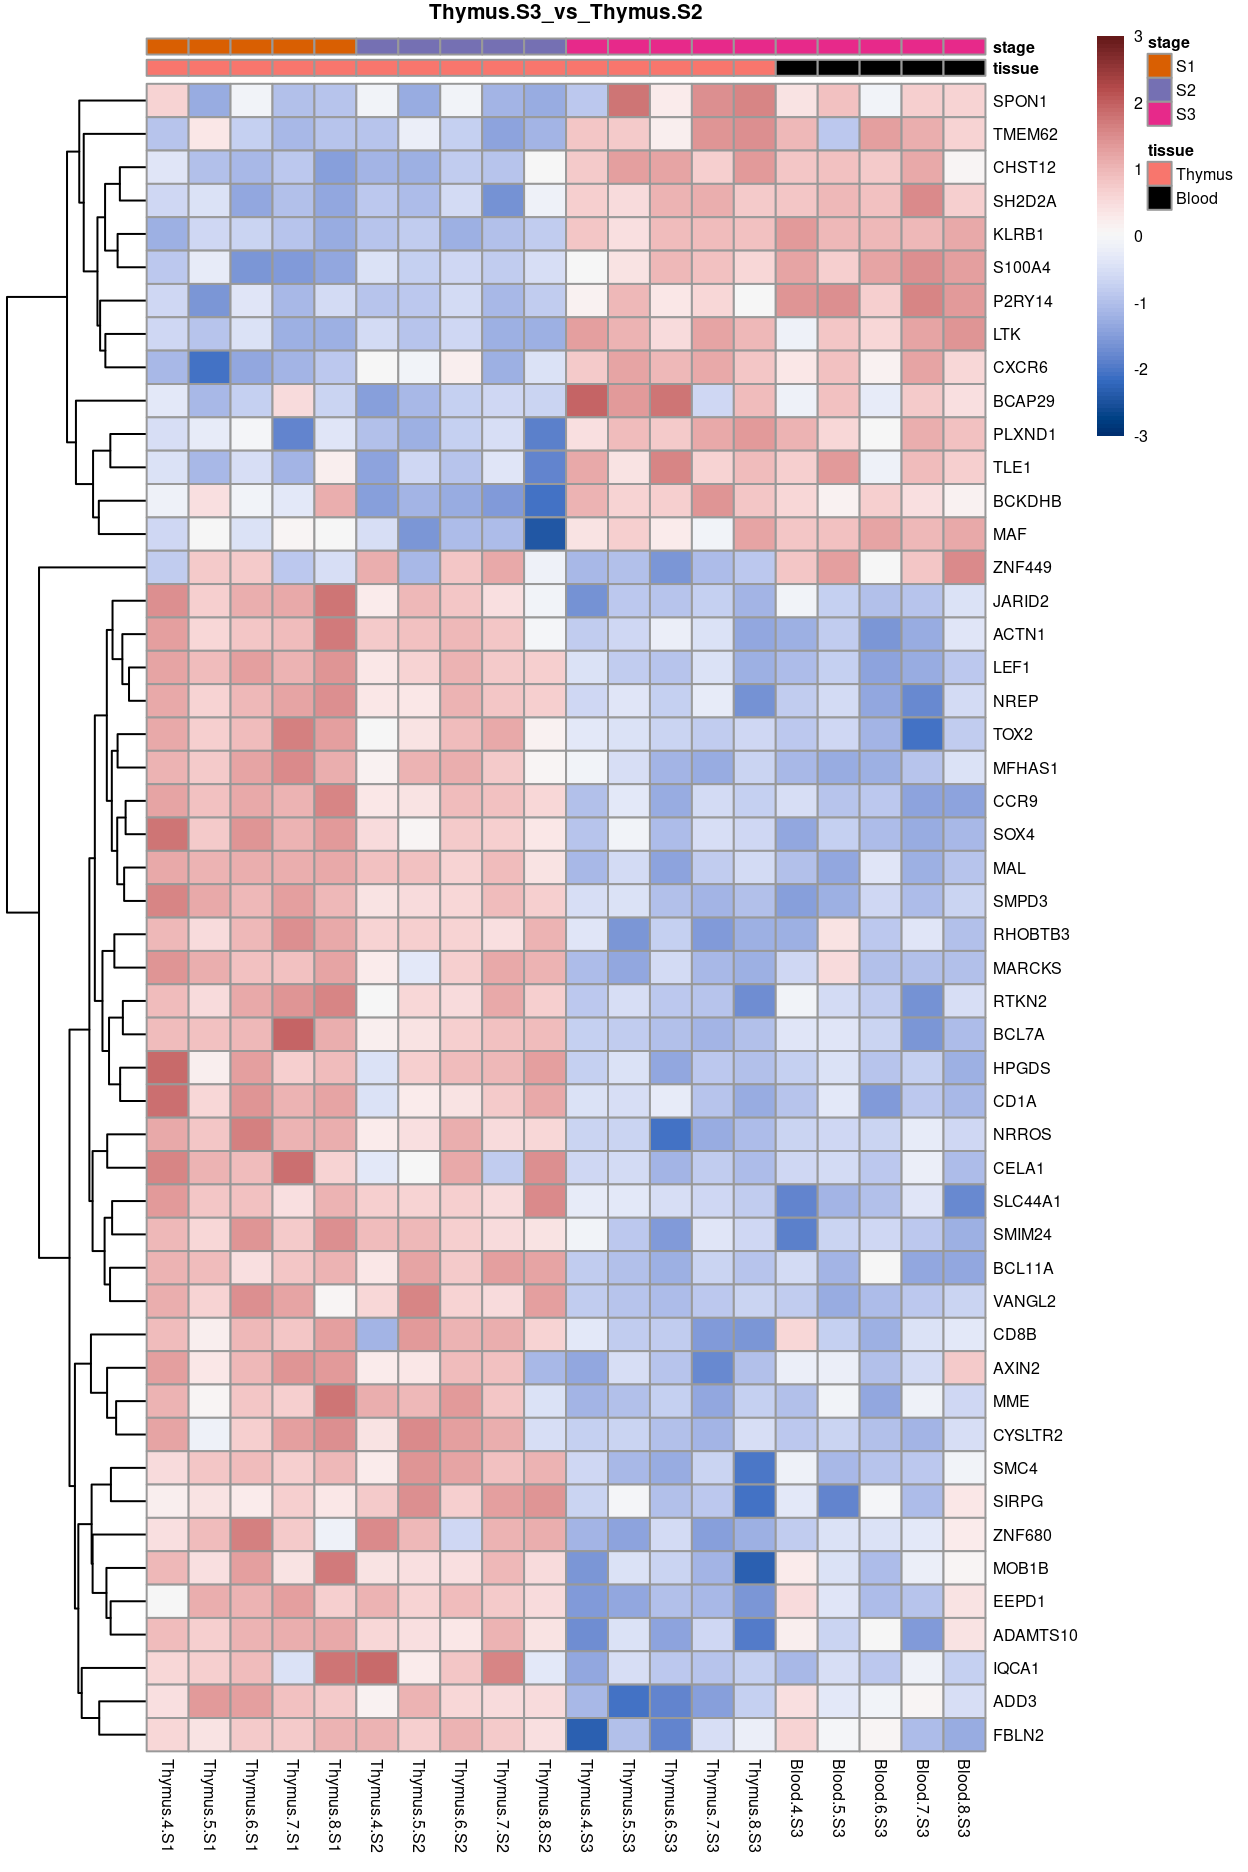 Thymus.S3_vs_Thymus.S2
stage
tissue
SPON1
TMEM62
CHST12
SH2D2A
KLRB1
S100A4
P2RY14
LTK
CXCR6
BCAP29
PLXND1
TLE1
BCKDHB
MAF
ZNF449
JARID2
ACTN1
LEF1
NREP
TOX2
MFHAS1
CCR9
SOX4
MAL
SMPD3
RHOBTB3
MARCKS
RTKN2
BCL7A
HPGDS
CD1A
NRROS
CELA1
SLC44A1
SMIM24
BCL11A
VANGL2
CD8B
AXIN2
MME
CYSLTR2
SMC4
SIRPG
ZNF680
MOB1B
EEPD1
ADAMTS10
IQCA1
ADD3
FBLN2
Thymus.4.S1
Thymus.5.S1
Thymus.6.S1
Thymus.7.S1
Thymus.8.S1
Thymus.4.S2
Thymus.5.S2
Thymus.6.S2
Thymus.7.S2
Thymus.8.S2
Thymus.4.S3
Thymus.5.S3
Thymus.6.S3
Thymus.7.S3
Thymus.8.S3
Blood.4.S3
Blood.5.S3
Blood.6.S3
Blood.7.S3
Blood.8.S3
3
2
1
0
-1
-2
-3
stage
S1
S2
S3
tissue
Thymus
Blood